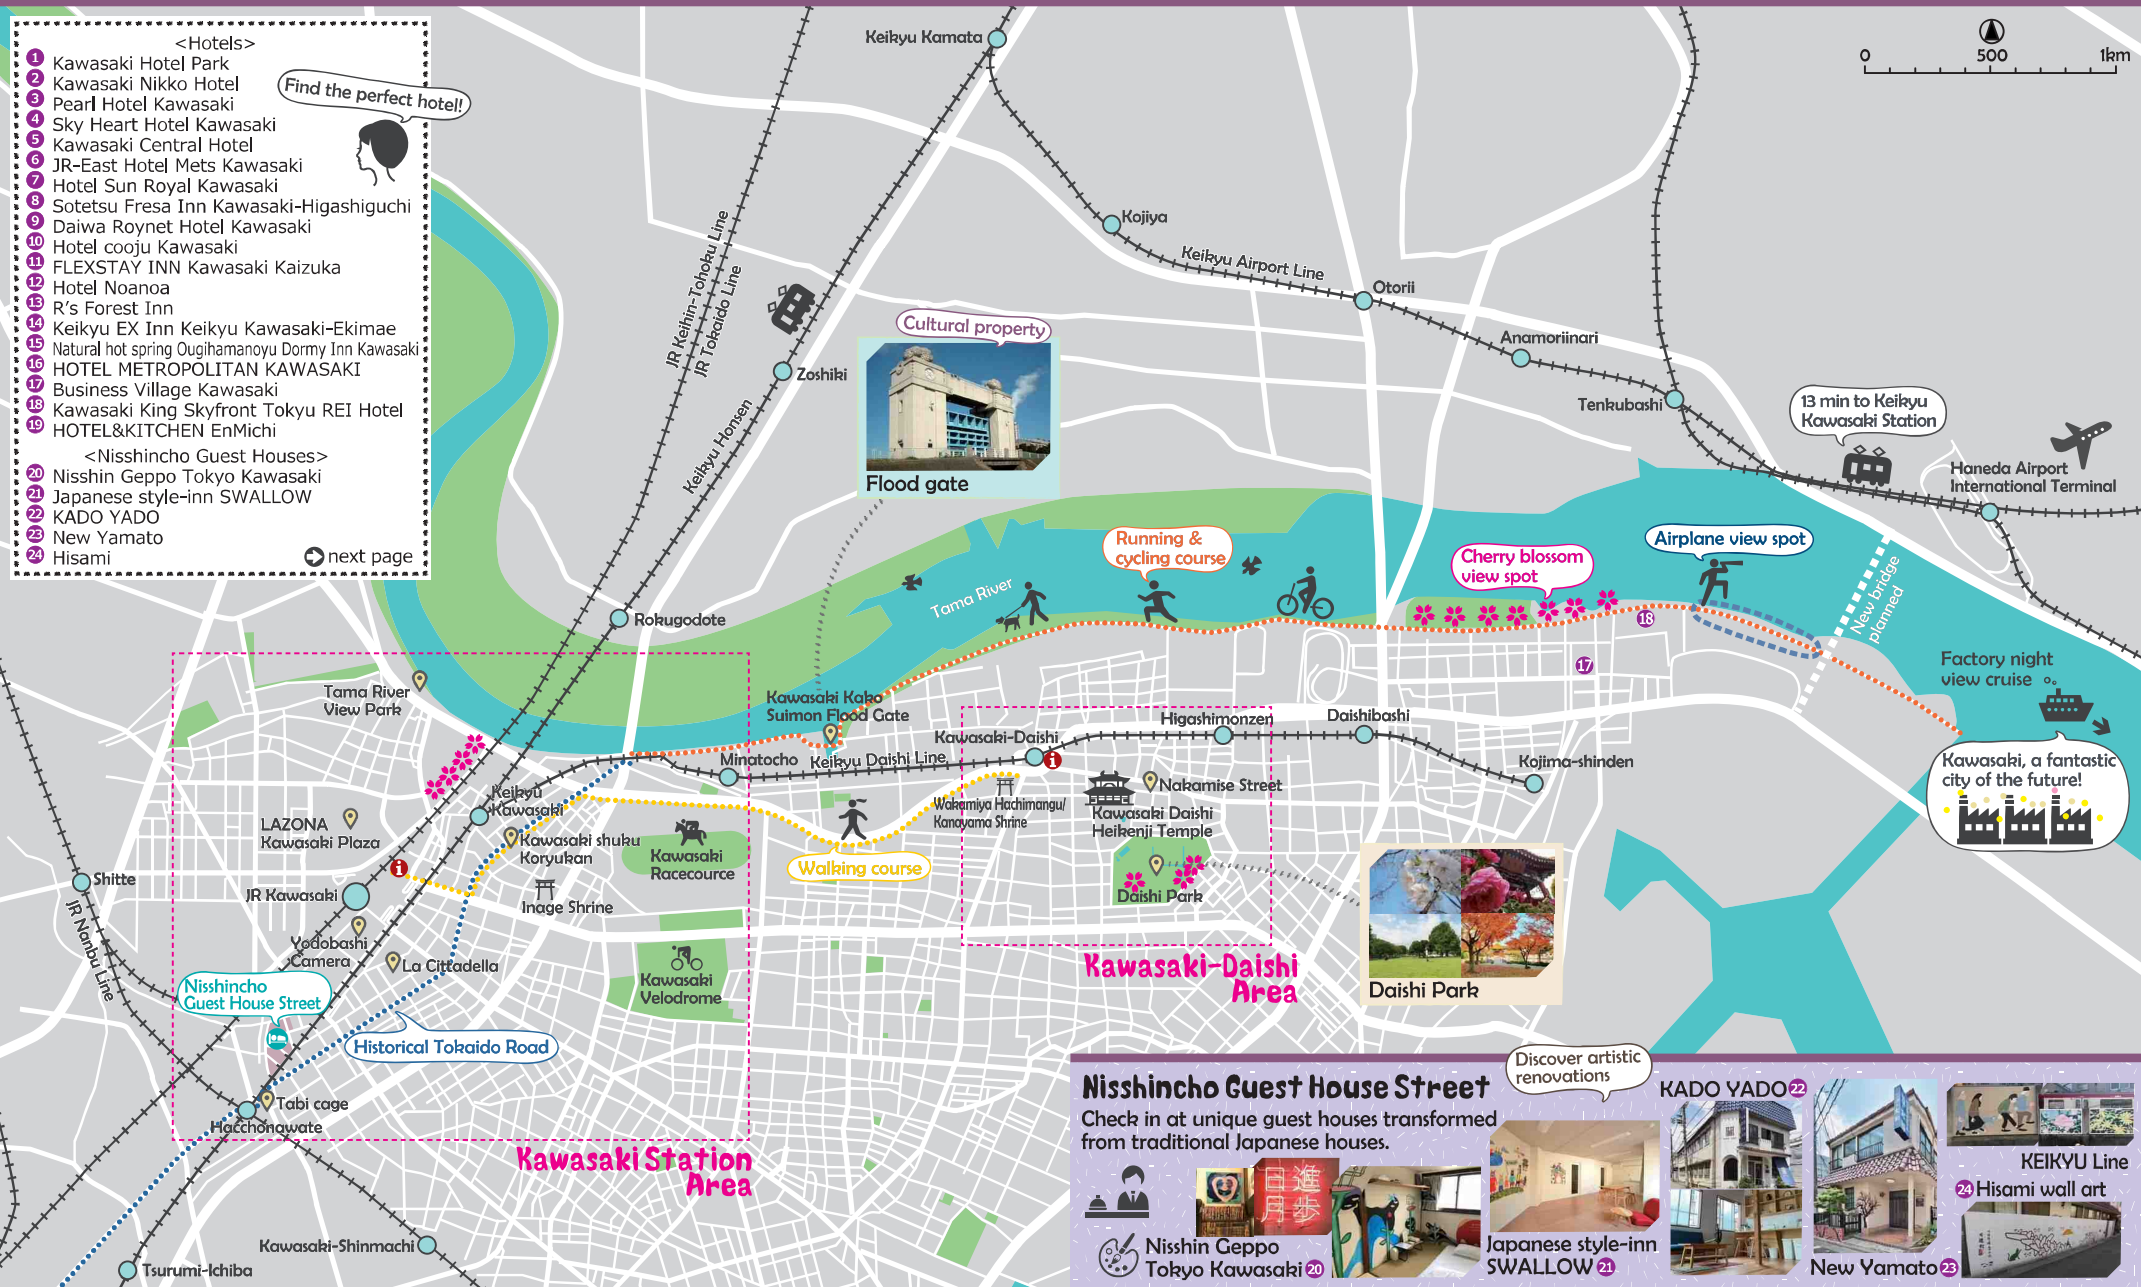 <Hotels>
1 Kawasaki Hotel Park
2 Kawasaki Nikko Hotel
3 Pearl Hotel Kawasaki
4 Sky Heart Hotel Kawasaki
5 Kawasaki Central Hotel
6 JR-East Hotel Mets Kawasaki
7 Hotel Sun Royal Kawasaki
8 Sotetsu Fresa Inn Kawasaki-Higashiguchi
9 Daiwa Roynet Hotel Kawasaki
10 Hotel cooju Kawasaki
11 FLEXSTAY INN Kawasaki Kaizuka
12 Hotel Noanoa
13 R's Forest Inn
14 Keikyu EX Inn Keikyu Kawasaki-Ekimae
15 Natural hot spring Ougihamanoyu Dormy Inn Kawasaki
16 HOTEL METROPOLITAN KAWASAKI
17 Business Village Kawasaki
18 Kawasaki King Skyfront Tokyu REI Hotel
19 HOTEL&KITCHEN EnMichi
<Nisshincho Guest Houses>
20 Nisshin Geppo Tokyo Kawasaki
21 Japanese style-inn SWALLOW
22 KADO YADO
23 New Yamato
24 Hisami
next page
Find the perfect hotel!
Keikyu Kamata
0 500 1km
Kojiya
Keikyu Airport Line
Otorii
Anamoriinari
Tenkubashi
JR Keihin-Tohoku Line
JR Tokaido Line
Zoshiki
Keikyu Honsen
Cultural property
Flood gate
13 min to Keikyu
Kawasaki Station
Haneda Airport
International Terminal
Running &
cycling course
Cherry blossom
view spot
Airplane view spot
Tama River
New bridge
planned
18
17
Rokugodote
Factory night
view cruise
Kawasaki, a fantastic
city of the future!
Tama River
View Park
Kawasaki Kako
Suimon Flood Gate
Minatocho
Keikyu Daishi Line
Kawasaki-Daishi
i
Higashimonzen
Daishibashi
Kojima-shinden
Keikyu
Kawasaki
Wakamiya Hachimangu/
Kanayama Shrine
Nakamise Street
Kawasaki Daishi
Heikenji Temple
LAZONA
Kawasaki Plaza
Kawasaki shuku
Koryukan
Kawasaki
Racecource
Walking course
Daishi Park
Shitte
JR Nanbu Line
JR Kawasaki
i
Inage Shrine
Yodobashi
Camera
La Cittadella
Kawasaki
Velodrome
Kawasaki-Daishi
Area
Daishi Park
Nisshincho
Guest House Street
Historical Tokaido Road
Tabi cage
Hacchonawate
Kawasaki Station
Area
Kawasaki-Shinmachi
Tsurumi-Ichiba
Nisshincho Guest House Street
Discover artistic
renovations
Check in at unique guest houses transformed
from traditional Japanese houses.
日進
月歩
Nisshin Geppo
Tokyo Kawasaki 20
Japanese style-inn
SWALLOW 21
KADO YADO 22
New Yamato 23
KEIKYU Line
24 Hisami wall art